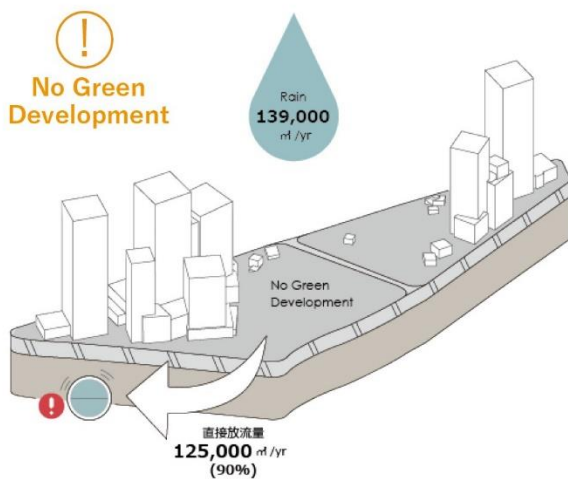 No Green
Development
Rain
139,000
㎥ /yr
No Green
Development
直接放流量
125,000 ㎥ /yr
(90%)